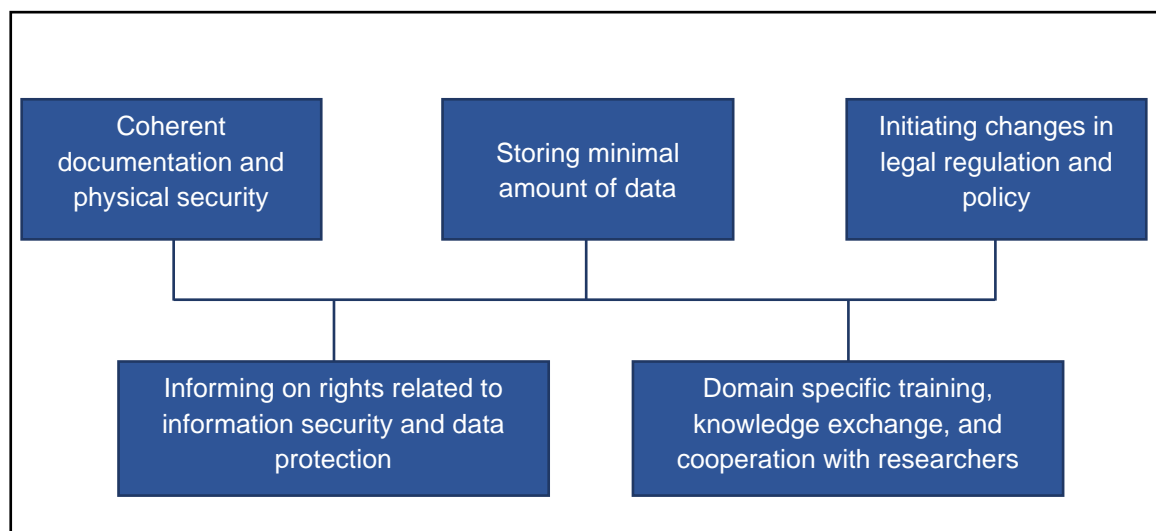 Coherent
documentation and
physical security
Storing minimal
amount of data
Initiating changes in
legal regulation and
policy
Informing on rights related to
information security and data
protection
Domain specific training,
knowledge exchange, and
cooperation with researchers